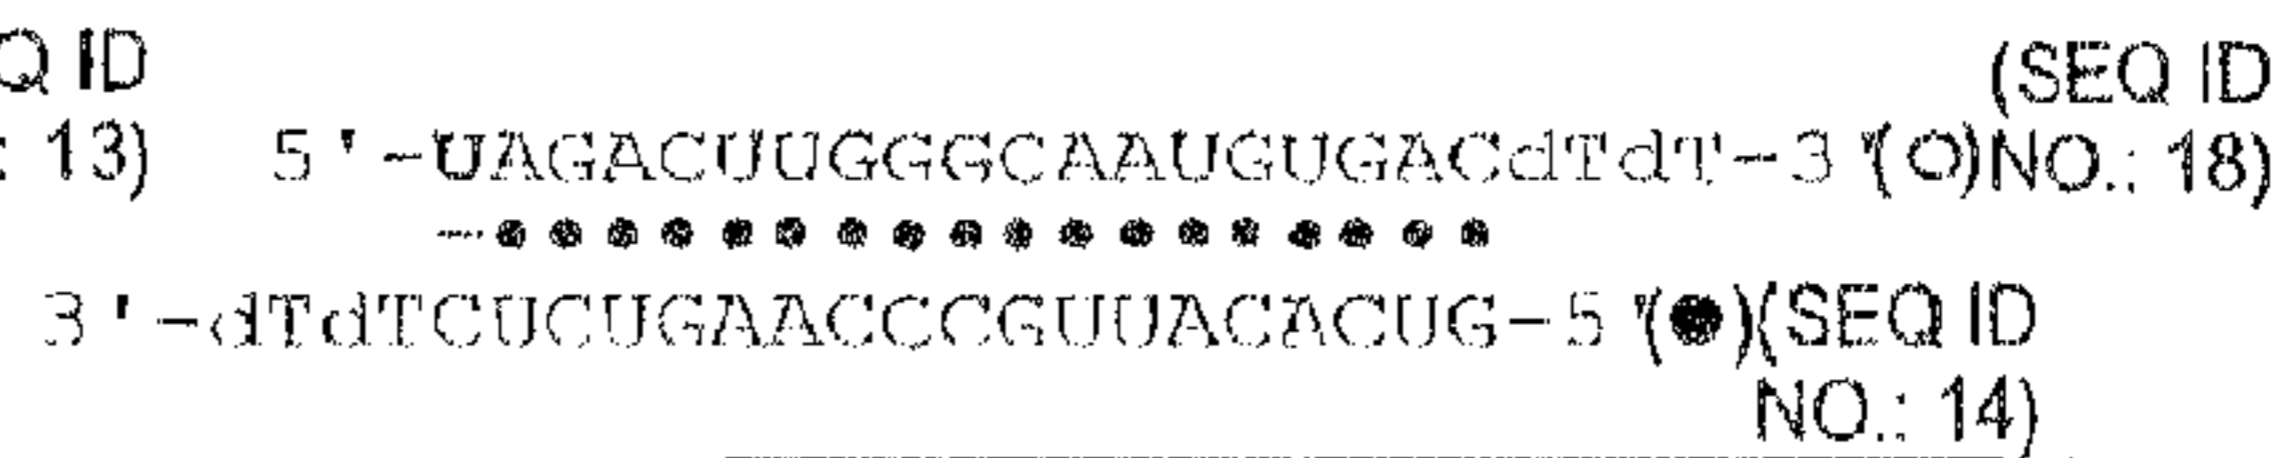 Q ID (SEQ ID
: 13) 5'-UAGACUUGGGCAAUGUGACdTdT-3'(○)NO.: 18)
-●●●●●●●●●●●●●●●●●●
3'-dTdTCUCUGAACCCGUUACACUG-5'(●)(SEQ ID
NO.: 14)